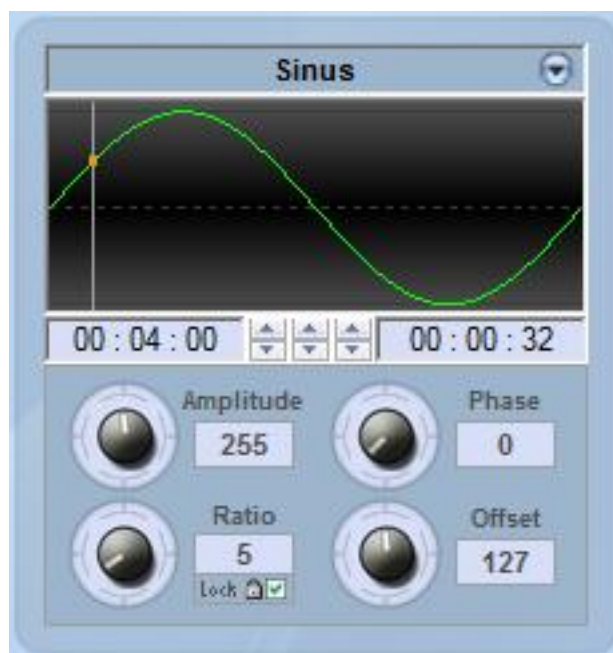 Sinus
00 : 04 : 00 00 : 00 : 32
Amplitude Phase
255 0
Ratio Offset
5 127
Lock